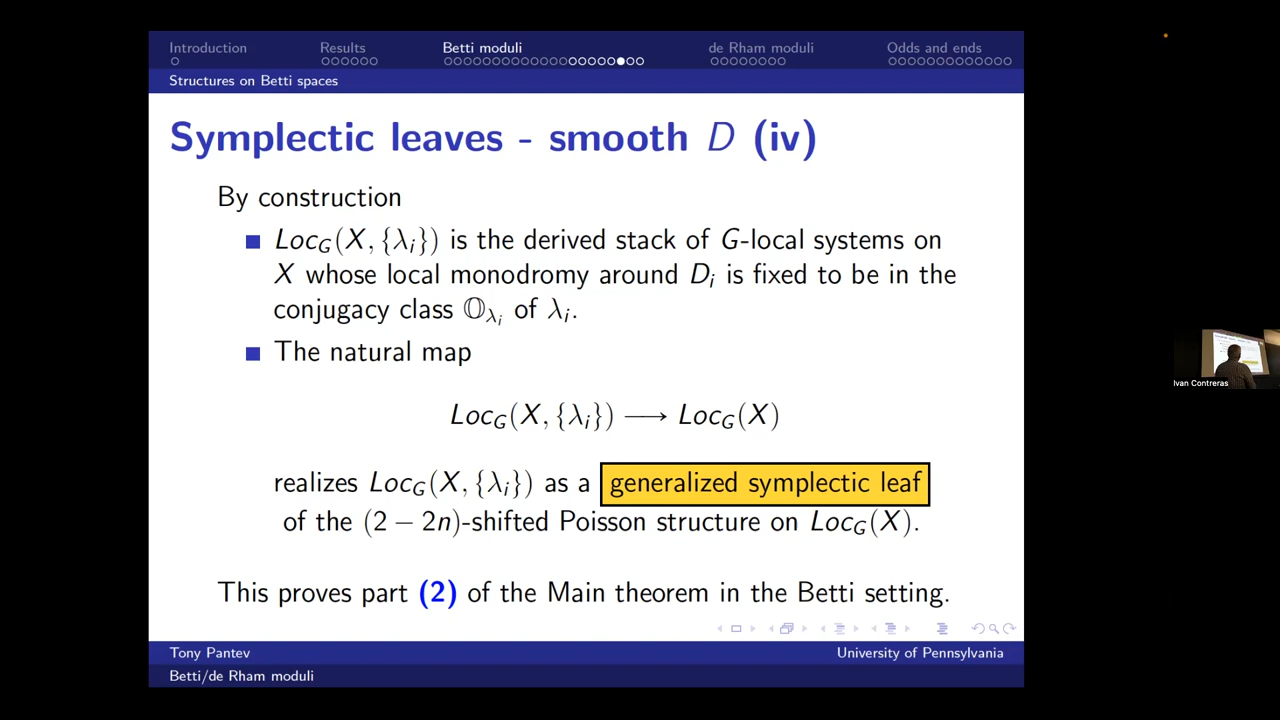 Introduction Results Betti moduli de Rham moduli Odds and ends
Structures on Betti spaces
Symplectic leaves - smooth D (iv)
By construction
Loc_G(X, {λ_i}) is the derived stack of G-local systems on
X whose local monodromy around D_i is fixed to be in the
conjugacy class 𝕆_{λ_i} of λ_i.
The natural map
Loc_G(X, {λ_i}) ⟶ Loc_G(X)
realizes Loc_G(X, {λ_i}) as a generalized symplectic leaf
of the (2 − 2n)-shifted Poisson structure on Loc_G(X).
This proves part (2) of the Main theorem in the Betti setting.
Tony Pantev University of Pennsylvania
Betti/de Rham moduli
Ivan Contreras